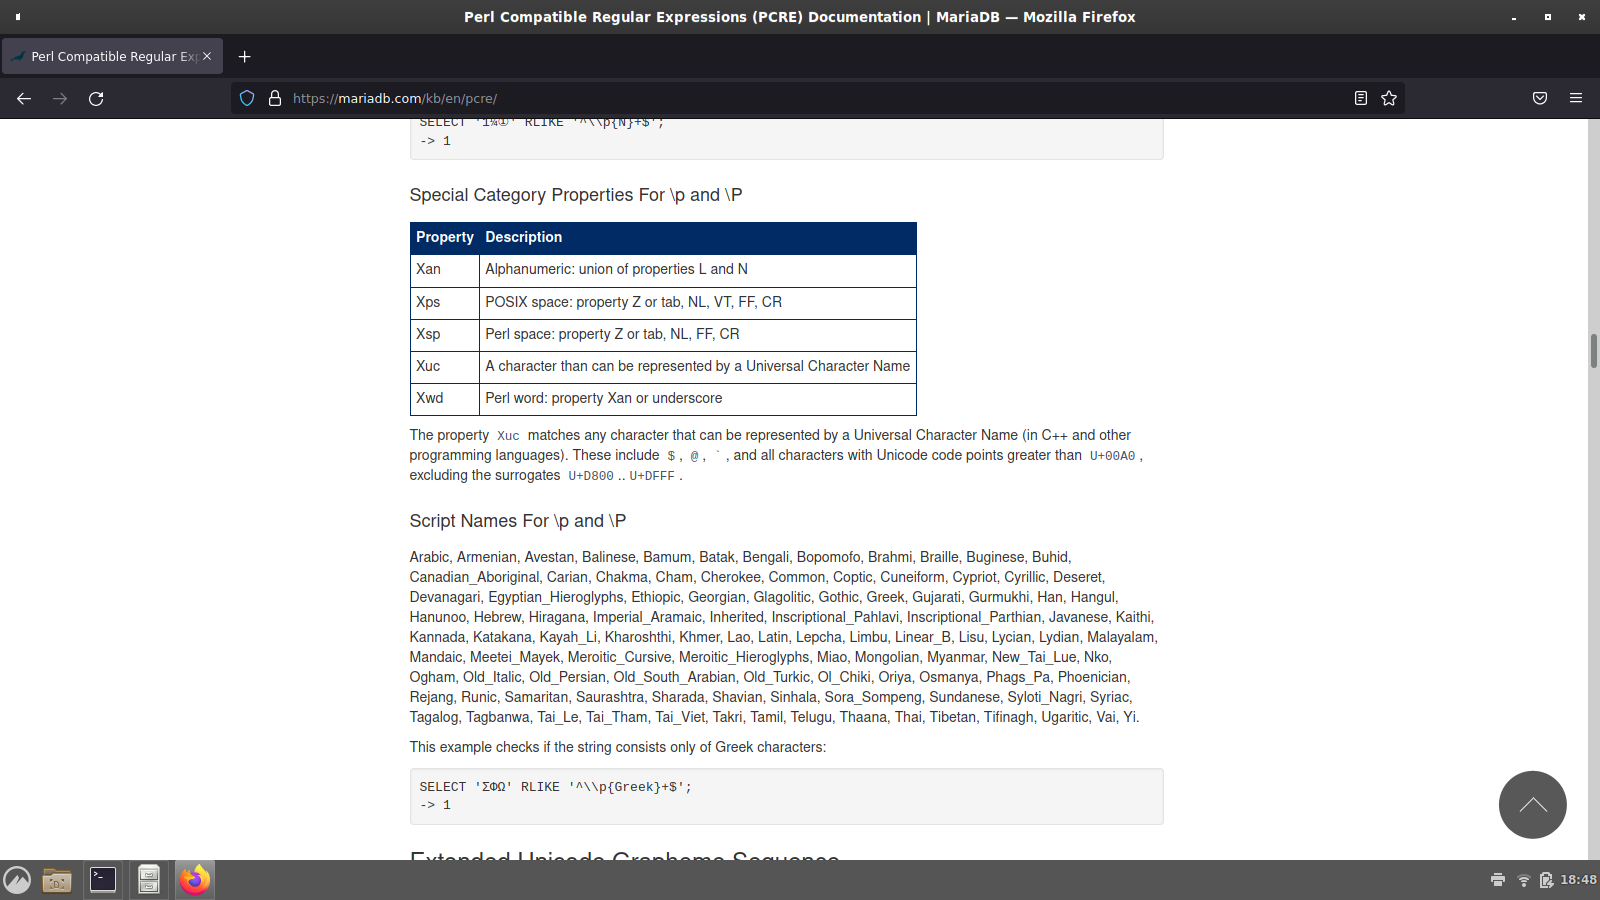 Perl Compatible Regular Expressions (PCRE) Documentation | MariaDB — Mozilla Firefox
Perl Compatible Regular Exp
https://mariadb.com/kb/en/pcre/
SELECT '1¼①' RLIKE '^\\p{N}+$';
-> 1
Special Category Properties For \p and \P
Property Description
Xan Alphanumeric: union of properties L and N
Xps POSIX space: property Z or tab, NL, VT, FF, CR
Xsp Perl space: property Z or tab, NL, FF, CR
Xuc A character than can be represented by a Universal Character Name
Xwd Perl word: property Xan or underscore
The property Xuc matches any character that can be represented by a Universal Character Name (in C++ and other
programming languages). These include $ , @ , ` , and all characters with Unicode code points greater than U+00A0 ,
excluding the surrogates U+D800 .. U+DFFF .
Script Names For \p and \P
Arabic, Armenian, Avestan, Balinese, Bamum, Batak, Bengali, Bopomofo, Brahmi, Braille, Buginese, Buhid,
Canadian_Aboriginal, Carian, Chakma, Cham, Cherokee, Common, Coptic, Cuneiform, Cypriot, Cyrillic, Deseret,
Devanagari, Egyptian_Hieroglyphs, Ethiopic, Georgian, Glagolitic, Gothic, Greek, Gujarati, Gurmukhi, Han, Hangul,
Hanunoo, Hebrew, Hiragana, Imperial_Aramaic, Inherited, Inscriptional_Pahlavi, Inscriptional_Parthian, Javanese, Kaithi,
Kannada, Katakana, Kayah_Li, Kharoshthi, Khmer, Lao, Latin, Lepcha, Limbu, Linear_B, Lisu, Lycian, Lydian, Malayalam,
Mandaic, Meetei_Mayek, Meroitic_Cursive, Meroitic_Hieroglyphs, Miao, Mongolian, Myanmar, New_Tai_Lue, Nko,
Ogham, Old_Italic, Old_Persian, Old_South_Arabian, Old_Turkic, Ol_Chiki, Oriya, Osmanya, Phags_Pa, Phoenician,
Rejang, Runic, Samaritan, Saurashtra, Sharada, Shavian, Sinhala, Sora_Sompeng, Sundanese, Syloti_Nagri, Syriac,
Tagalog, Tagbanwa, Tai_Le, Tai_Tham, Tai_Viet, Takri, Tamil, Telugu, Thaana, Thai, Tibetan, Tifinagh, Ugaritic, Vai, Yi.
This example checks if the string consists only of Greek characters:
SELECT 'ΣΦΩ' RLIKE '^\\p{Greek}+$';
-> 1
Extended Unicode Grapheme Sequence
18:48